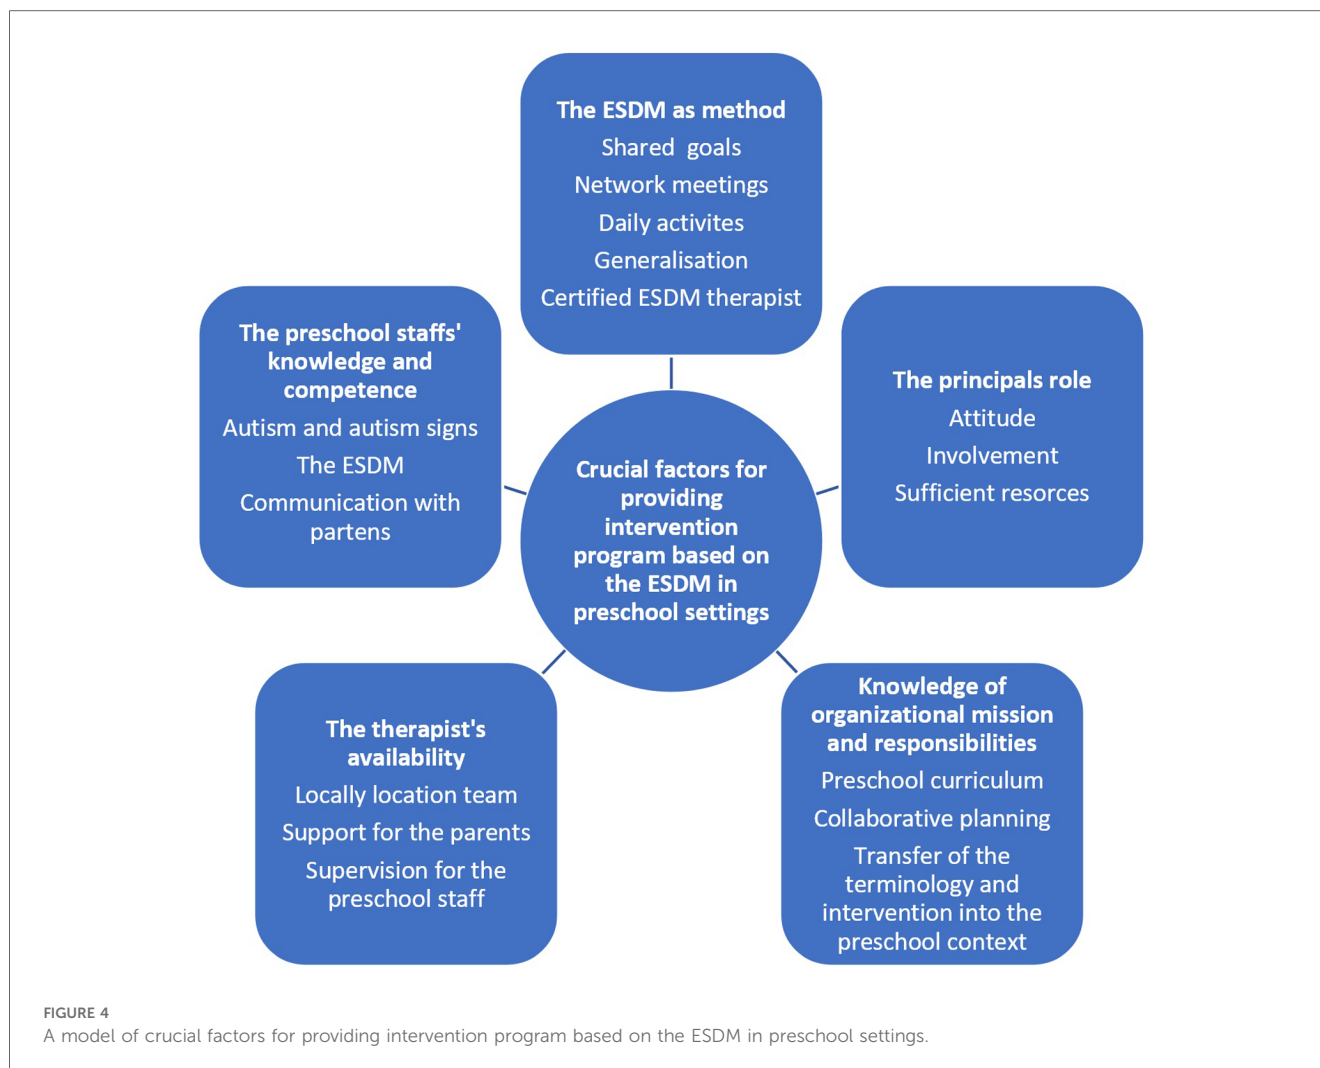 The ESDM as method
Shared goals
Network meetings
Daily activites
Generalisation
Certified ESDM therapist
The preschool staffs'
knowledge and
competence
Autism and autism signs
The ESDM
Communication with
partens
The principals role
Attitude
Involvement
Sufficient resorces
Crucial factors for
providing
intervention
program based on
the ESDM in
preschool settings
The therapist's
availability
Locally location team
Support for the parents
Supervision for the
preschool staff
Knowledge of
organizational mission
and responsibilities
Preschool curriculum
Collaborative planning
Transfer of the
terminology and
intervention into the
preschool context
FIGURE 4
A model of crucial factors for providing intervention program based on the ESDM in preschool settings.